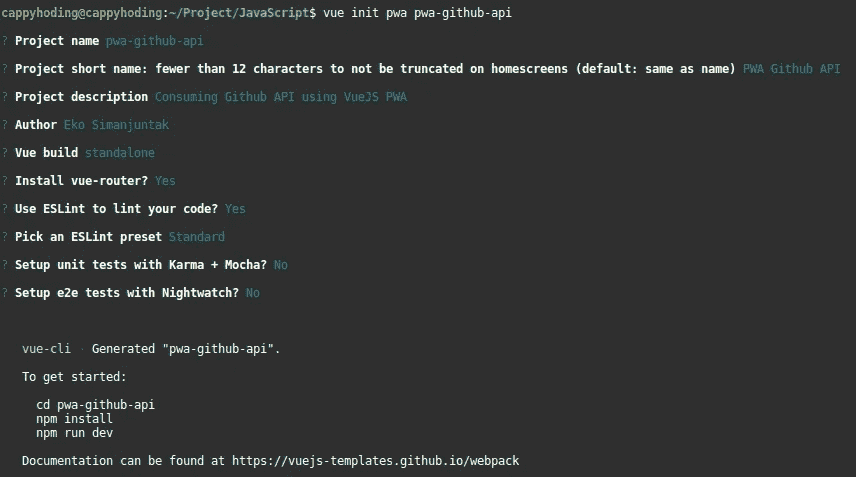 cappyhoding@cappyhoding:~/Project/JavaScript$ vue init pwa pwa-github-api
? Project name pwa-github-api
? Project short name: fewer than 12 characters to not be truncated on homescreens (default: same as name) PWA Github API
? Project description Consuming Github API using VueJS PWA
? Author Eko Simanjuntak
? Vue build standalone
? Install vue-router? Yes
? Use ESLint to lint your code? Yes
? Pick an ESLint preset Standard
? Setup unit tests with Karma + Mocha? No
? Setup e2e tests with Nightwatch? No
vue-cli · Generated "pwa-github-api".
To get started:
cd pwa-github-api
npm install
npm run dev
Documentation can be found at https://vuejs-templates.github.io/webpack